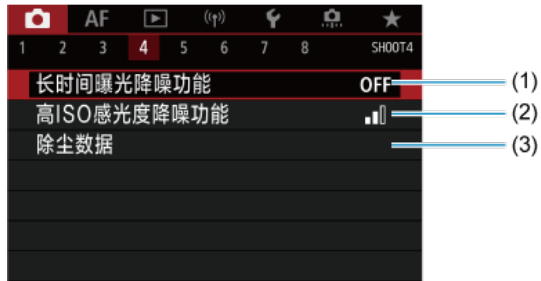 AF
1 2 3 4 5 6 7 8 SHOOT4
长时间曝光降噪功能 OFF (1)
高ISO感光度降噪功能 (2)
除尘数据 (3)